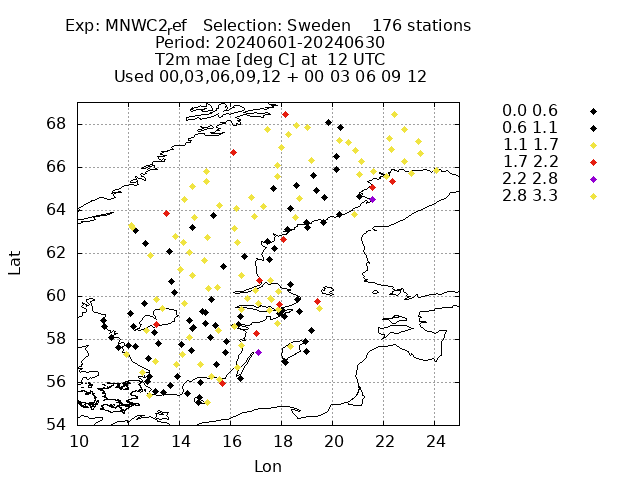 Exp: MNWC2ref Selection: Sweden 176 stations
Period: 20240601-20240630
T2m mae [deg C] at 12 UTC
Used 00,03,06,09,12 + 00 03 06 09 12
0.0 0.6
0.6 1.1
1.1 1.7
1.7 2.2
2.2 2.8
2.8 3.3
68
66
64
62
60
58
56
54
Lat
10 12 14 16 18 20 22 24
Lon